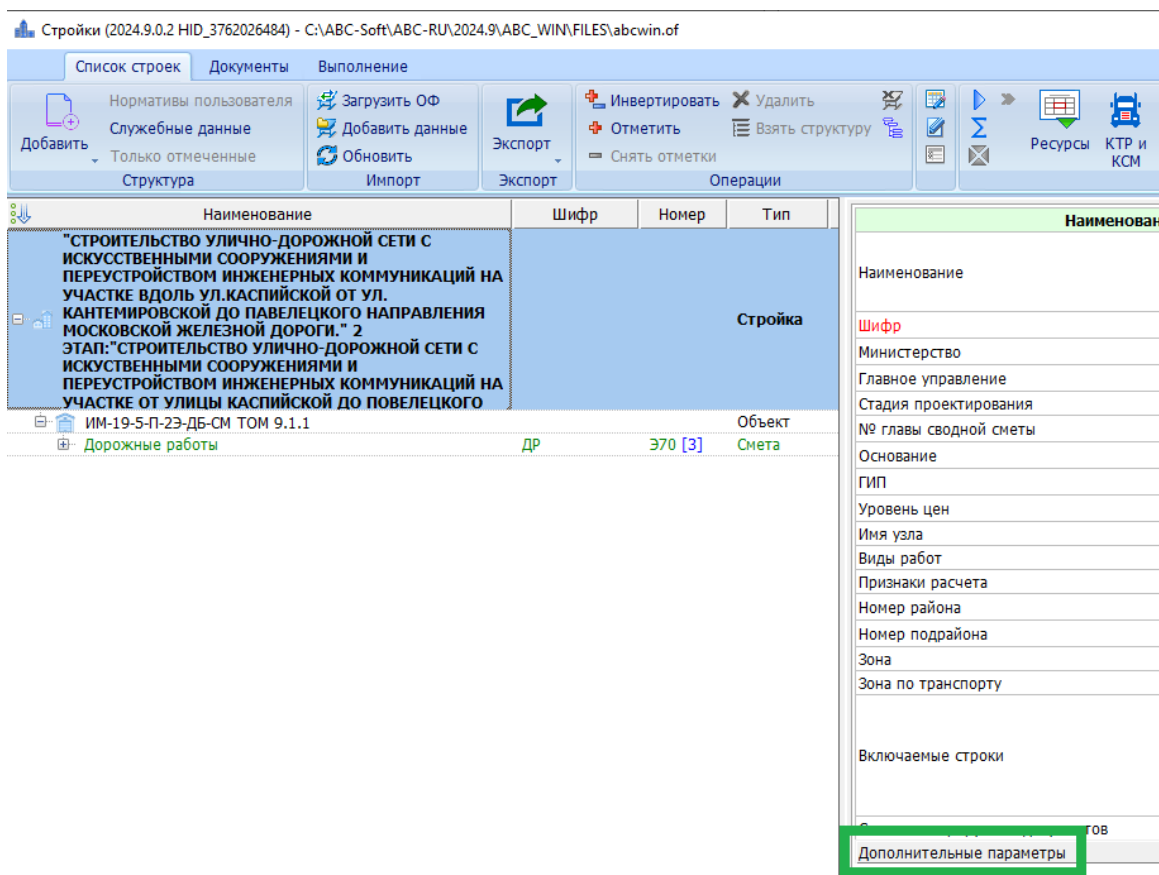 Стройки (2024.9.0.2 HID_3762026484) - C:\ABC-Soft\ABC-RU\2024.9\ABC_WIN\FILES\abcwin.of
Список строек Документы Выполнение
Добавить
Нормативы пользователя
Служебные данные
Только отмеченные
Структура
Загрузить ОФ
Добавить данные
Обновить
Импорт
Экспорт
Экспорт
Инвертировать
Отметить
Снять отметки
Удалить
Взять структуру
Операции
Ресурсы
КТР и
КСМ
Наименование Шифр Номер Тип
"СТРОИТЕЛЬСТВО УЛИЧНО-ДОРОЖНОЙ СЕТИ С
ИСКУССТВЕННЫМИ СООРУЖЕНИЯМИ И
ПЕРЕУСТРОЙСТВОМ ИНЖЕНЕРНЫХ КОММУНИКАЦИЙ НА
УЧАСТКЕ ВДОЛЬ УЛ.КАСПИЙСКОЙ ОТ УЛ.
КАНТЕМИРОВСКОЙ ДО ПАВЕЛЕЦКОГО НАПРАВЛЕНИЯ
МОСКОВСКОЙ ЖЕЛЕЗНОЙ ДОРОГИ." 2
ЭТАП:"СТРОИТЕЛЬСТВО УЛИЧНО-ДОРОЖНОЙ СЕТИ С
ИСКУСТВЕННЫМИ СООРУЖЕНИЯМИ И
ПЕРЕУСТРОЙСТВОМ ИНЖЕНЕРНЫХ КОММУНИКАЦИЙ НА
УЧАСТКЕ ОТ УЛИЦЫ КАСПИЙСКОЙ ДО ПОВЕЛЕЦКОГО
Стройка
ИМ-19-5-П-2Э-ДБ-СМ ТОМ 9.1.1 Объект
Дорожные работы ДР Э70 [3] Смета
Наименован
Наименование
Шифр
Министерство
Главное управление
Стадия проектирования
№ главы сводной сметы
Основание
ГИП
Уровень цен
Имя узла
Виды работ
Признаки расчета
Номер района
Номер подрайона
Зона
Зона по транспорту
Включаемые строки
Дополнительные параметры